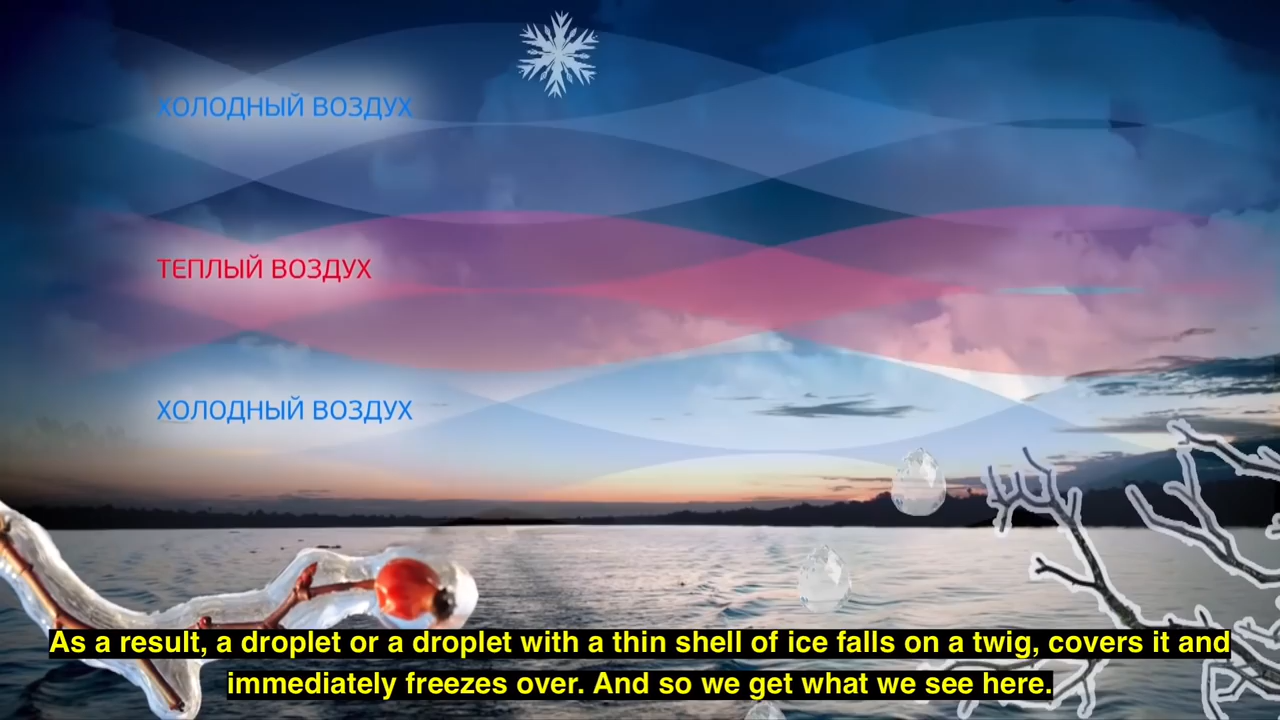 ХОЛОДНЫЙ ВОЗДУХ
ТЕПЛЫЙ ВОЗДУХ
ХОЛОДНЫЙ ВОЗДУХ
As a result, a droplet or a droplet with a thin shell of ice falls on a twig, covers it and
immediately freezes over. And so we get what we see here.